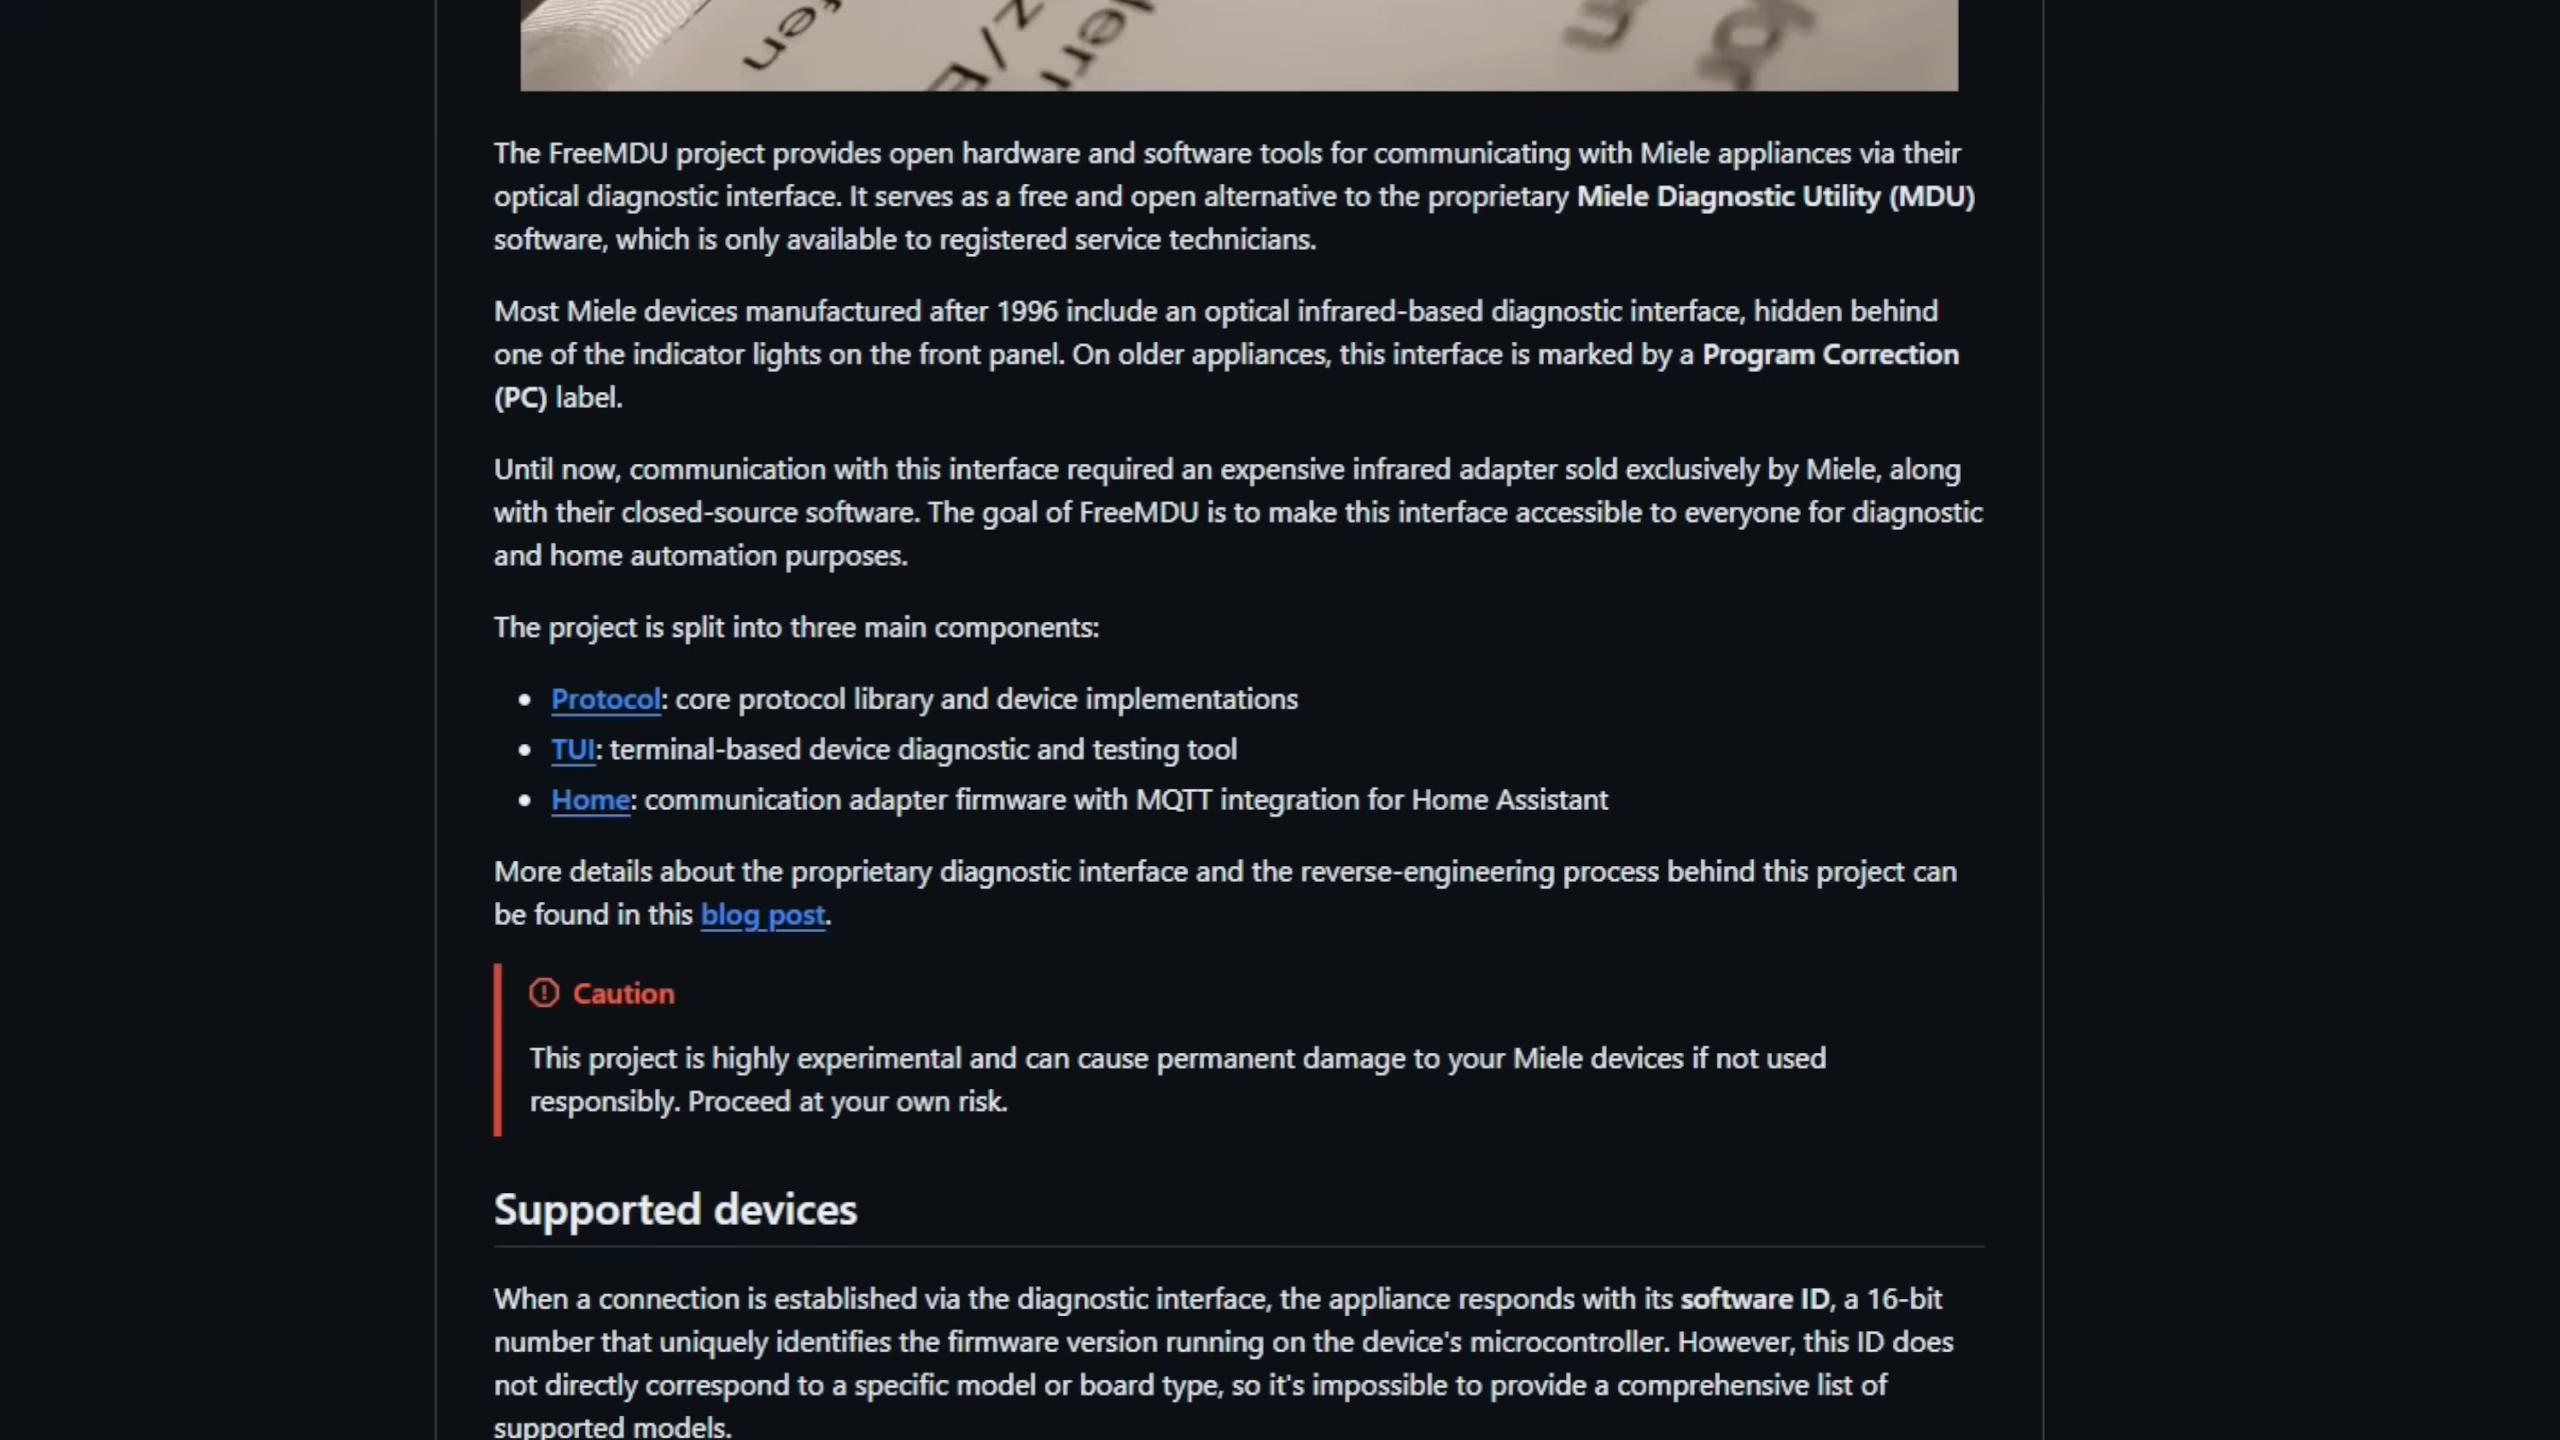 The FreeMDU project provides open hardware and software tools for communicating with Miele appliances via their
optical diagnostic interface. It serves as a free and open alternative to the proprietary Miele Diagnostic Utility (MDU)
software, which is only available to registered service technicians.
Most Miele devices manufactured after 1996 include an optical infrared-based diagnostic interface, hidden behind
one of the indicator lights on the front panel. On older appliances, this interface is marked by a Program Correction
(PC) label.
Until now, communication with this interface required an expensive infrared adapter sold exclusively by Miele, along
with their closed-source software. The goal of FreeMDU is to make this interface accessible to everyone for diagnostic
and home automation purposes.
The project is split into three main components:
• Protocol: core protocol library and device implementations
• TUI: terminal-based device diagnostic and testing tool
• Home: communication adapter firmware with MQTT integration for Home Assistant
More details about the proprietary diagnostic interface and the reverse-engineering process behind this project can
be found in this blog post.
Caution
This project is highly experimental and can cause permanent damage to your Miele devices if not used
responsibly. Proceed at your own risk.
Supported devices
When a connection is established via the diagnostic interface, the appliance responds with its software ID, a 16-bit
number that uniquely identifies the firmware version running on the device's microcontroller. However, this ID does
not directly correspond to a specific model or board type, so it's impossible to provide a comprehensive list of
supported models.